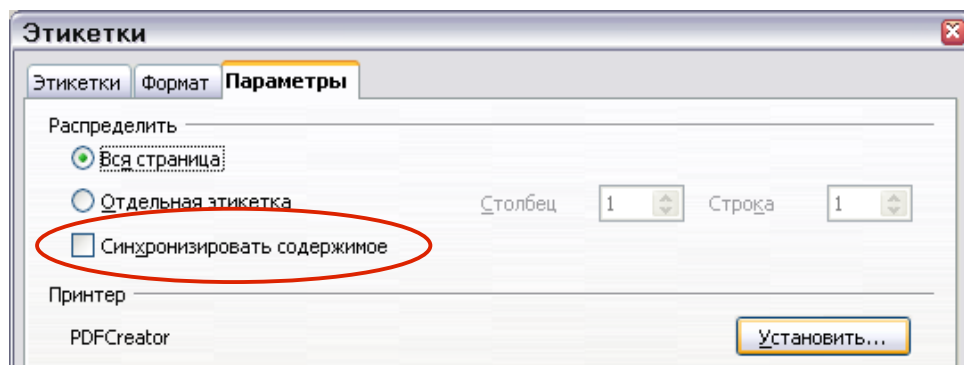 Этикетки
Этикетки Формат Параметры
Распределить
Вся страница
Отдельная этикетка Столбец 1 Строка 1
Синхронизировать содержимое
Принтер
PDFCreator Установить...